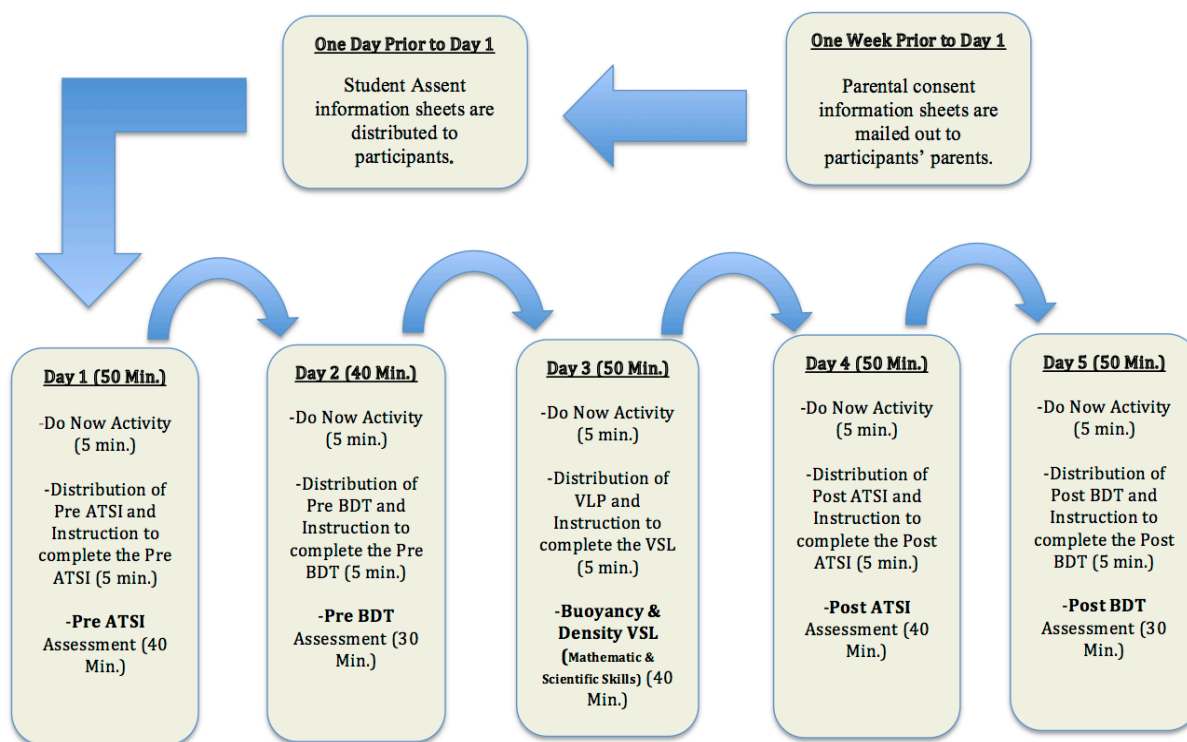 One Day Prior to Day 1
Student Assent
information sheets are
distributed to
participants.
One Week Prior to Day 1
Parental consent
information sheets are
mailed out to
participants' parents.
Day 1 (50 Min.)
-Do Now Activity
(5 min.)
-Distribution of
Pre ATSI and
Instruction to
complete the Pre
ATSI (5 min.)
-Pre ATSI
Assessment (40
Min.)
Day 2 (40 Min.)
-Do Now Activity
(5 min.)
-Distribution of
Pre BDT and
Instruction to
complete the Pre
BDT (5 min.)
-Pre BDT
Assessment (30
Min.)
Day 3 (50 Min.)
-Do Now Activity
(5 min.)
-Distribution of
VLP and
Instruction to
complete the VSL
(5 min.)
-Buoyancy &
Density VSL
(Mathematic &
Scientific Skills) (40
Min.)
Day 4 (50 Min.)
-Do Now Activity
(5 min.)
-Distribution of
Post ATSI and
Instruction to
complete the Post
ATSI (5 min.)
-Post ATSI
Assessment (40
Min.)
Day 5 (50 Min.)
-Do Now Activity
(5 min.)
-Distribution of
Post BDT and
Instruction to
complete the Post
BDT (5 min.)
-Post BDT
Assessment (30
Min.)